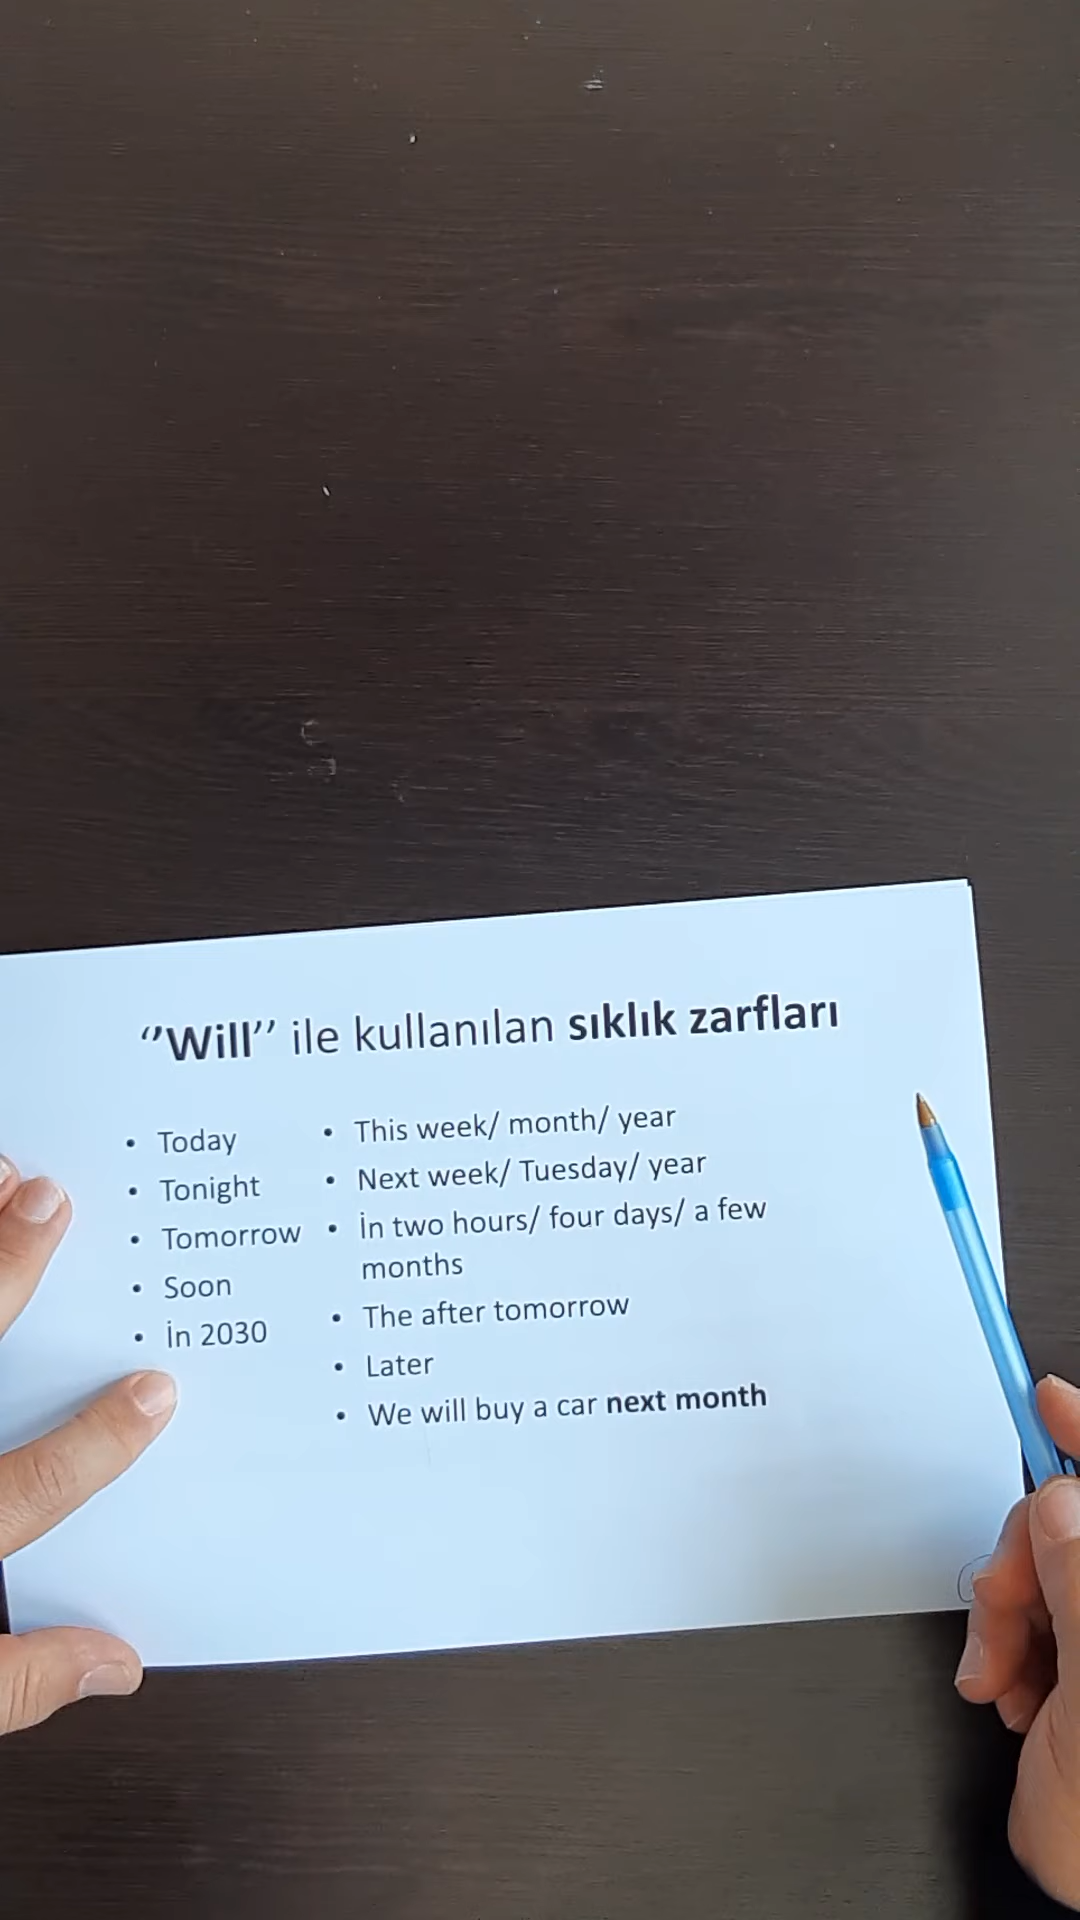 ‘’Will’’ ile kullanılan sıklık zarfları
• Today
• Tonight
• Tomorrow
• Soon
• İn 2030
• This week/ month/ year
• Next week/ Tuesday/ year
• İn two hours/ four days/ a few
months
• The after tomorrow
• Later
• We will buy a car next month